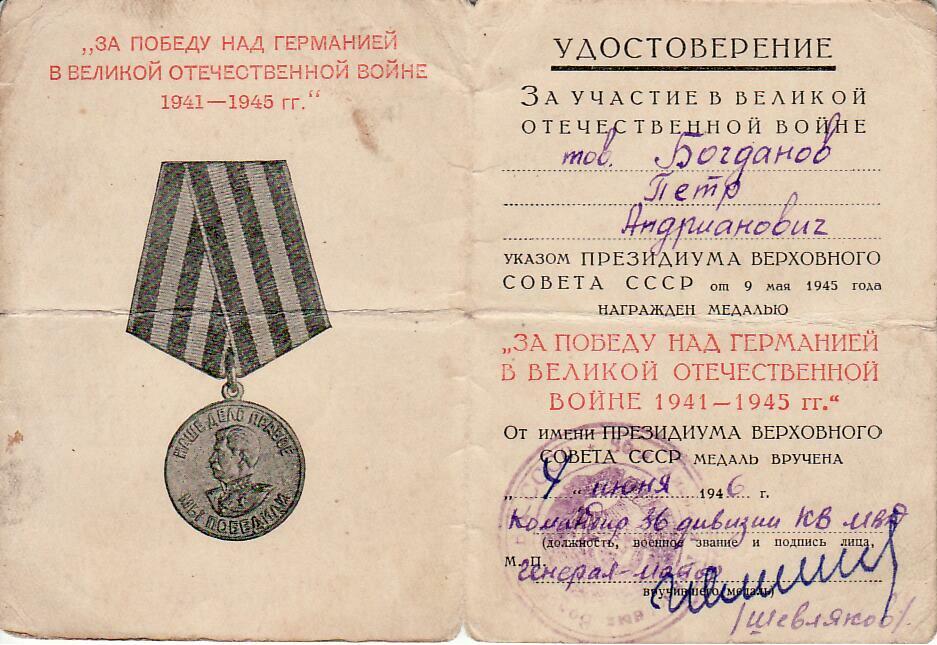 „ЗА ПОБЕДУ НАД ГЕРМАНИЕЙ
В ВЕЛИКОЙ ОТЕЧЕСТВЕННОЙ ВОЙНЕ
1941—1945 гг.“
НАШЕ ДЕЛО ПРАВОЕ
МЫ ПОБЕДИЛИ
УДОСТОВЕРЕНИЕ
ЗА УЧАСТИЕ В ВЕЛИКОЙ
ОТЕЧЕСТВЕННОЙ ВОЙНЕ
тов. Богданов
Петр
Андрианович
УКАЗОМ ПРЕЗИДИУМА ВЕРХОВНОГО
СОВЕТА СССР от 9 мая 1945 года
НАГРАЖДЕН МЕДАЛЬЮ
„ЗА ПОБЕДУ НАД ГЕРМАНИЕЙ
В ВЕЛИКОЙ ОТЕЧЕСТВЕННОЙ
ВОЙНЕ 1941—1945 гг.“
От имени ПРЕЗИДИУМА ВЕРХОВНОГО
СОВЕТА СССР МЕДАЛЬ ВРУЧЕНА
„4“ июня 1946 г.
Командир 36 дивизии КВ МВД
(должность, военное звание и подпись лица,
М. П.
Генерал-майор
вручившего медаль)
/Шевляков/.